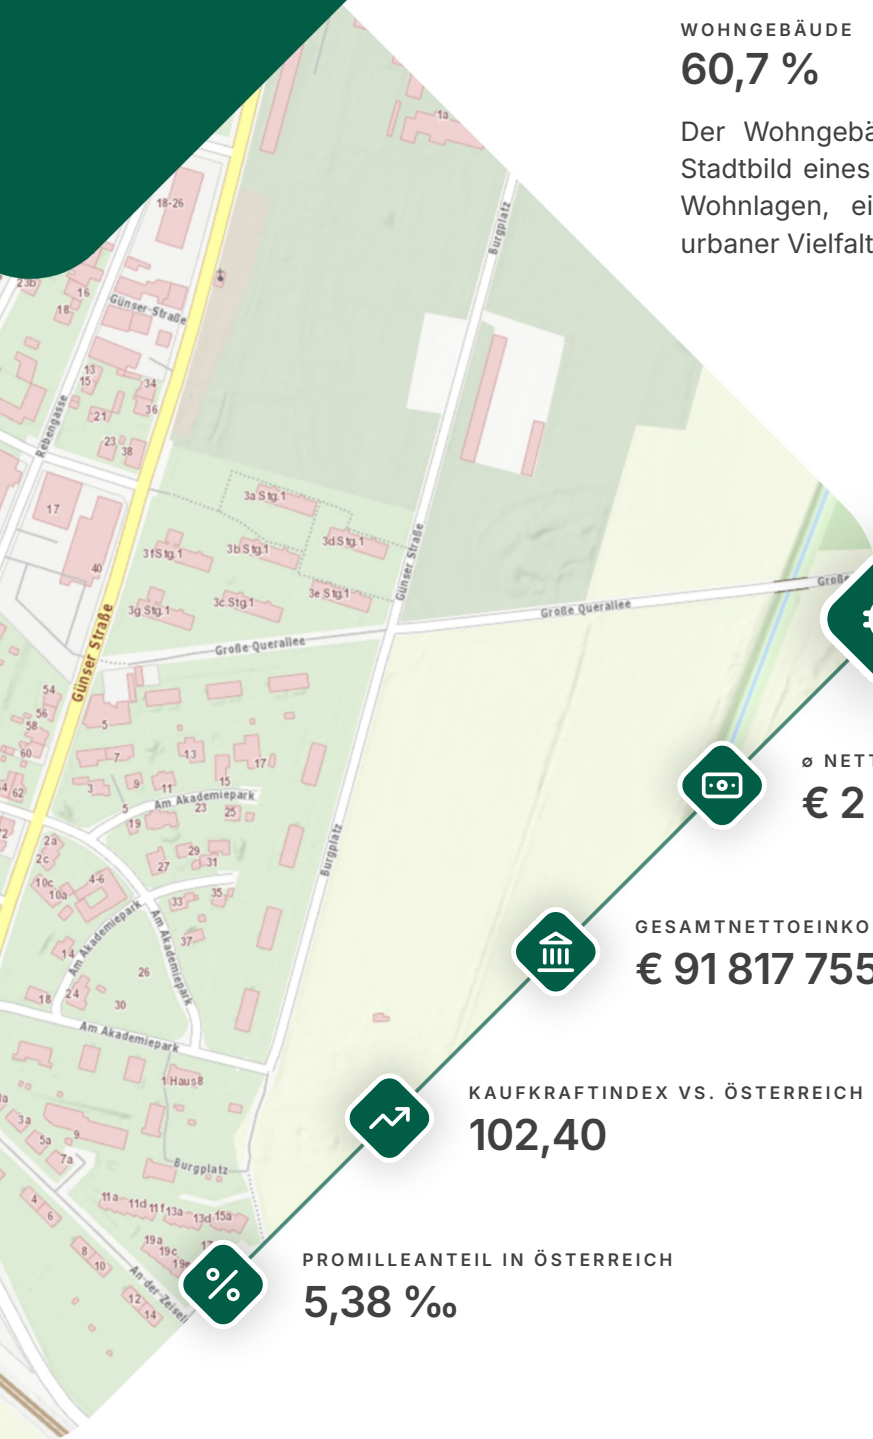 WOHNGEBÄUDE
60,7 %
Der Wohngebä
Stadtbild eines
Wohnlagen, ei
urbaner Vielfalt
1a
18-26
Burgplatz
23b
16
18
Günser-Straße
13
15
34
21
36
Rebengasse
23
38
17
40
3a Stg.1
3f Stg.1
3b Stg.1
3d Stg.1
3g Stg.1
3c.Stg.1
3e Stg.1
Günser Straße
Große Querallee
Große
Große Querallee
Günser Straße
54
56
58
60
62
5
7
13
17
3
9
11
15
5
Am Akademiepark
19
23
25
2a
2c
27
29
31
10c
10a
4-6
33
35
Burgplatz
Am Akademiepark
Am Akademiepark
37
14
26
18
24
30
Am Akademiepark
1 Haus8
3a
5a
9
7a
Burgplatz
4
6
11a
11d
11f
13a
13d
15a
8
10
19a
19c
19e
An-der-Zeiseli
12
14
ø NETT
€ 2
GESAMTNETTOEINKO
€ 91 817 755
KAUFKRAFTINDEX VS. ÖSTERREICH
102,40
PROMILLEANTEIL IN ÖSTERREICH
5,38 ‰